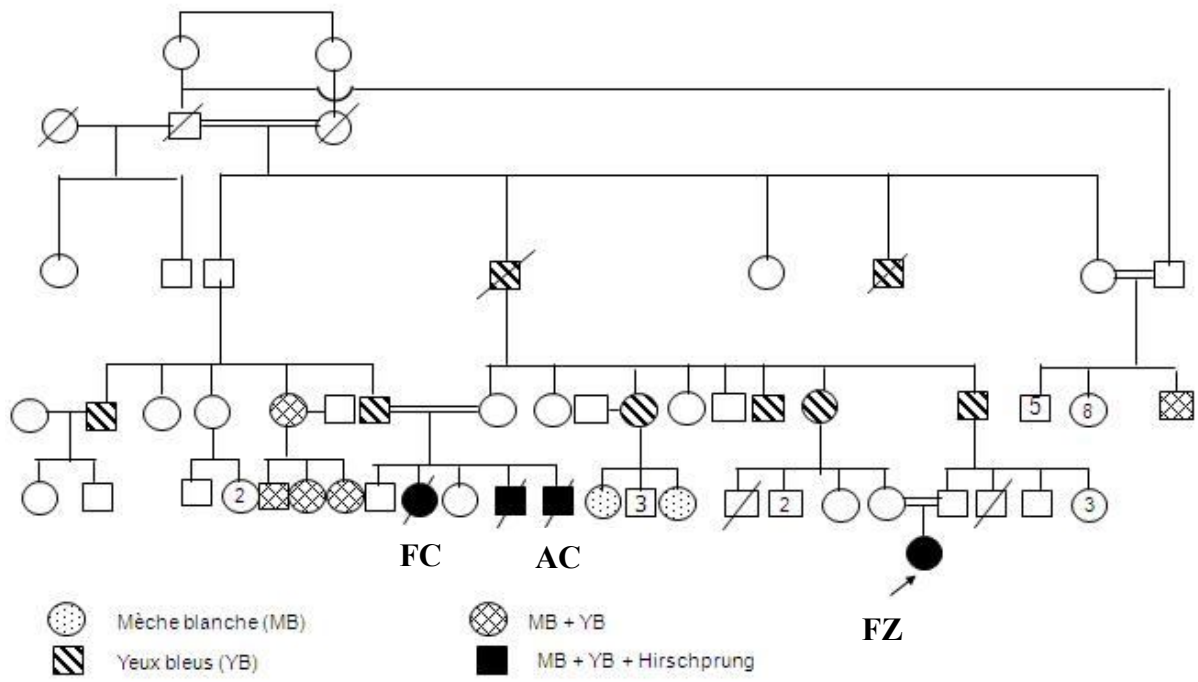 5
8
2
3
2
3
FC
AC
FZ
Mèche blanche (MB)
MB + YB
Yeux bleus (YB)
MB + YB + Hirschprung